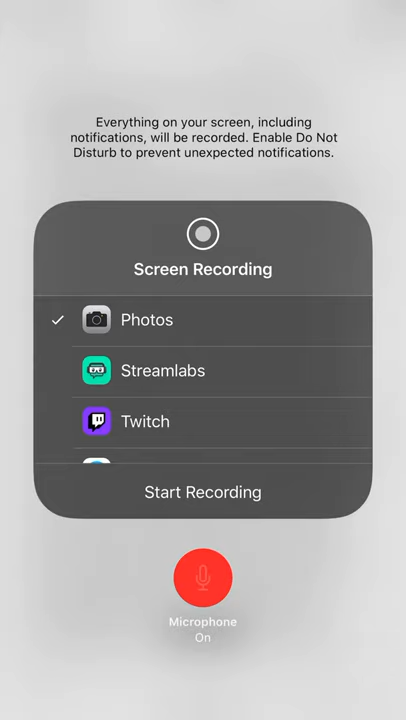 Everything on your screen, including
notifications, will be recorded. Enable Do Not
Disturb to prevent unexpected notifications.
Screen Recording
Photos
Streamlabs
Twitch
Start Recording
Microphone
On